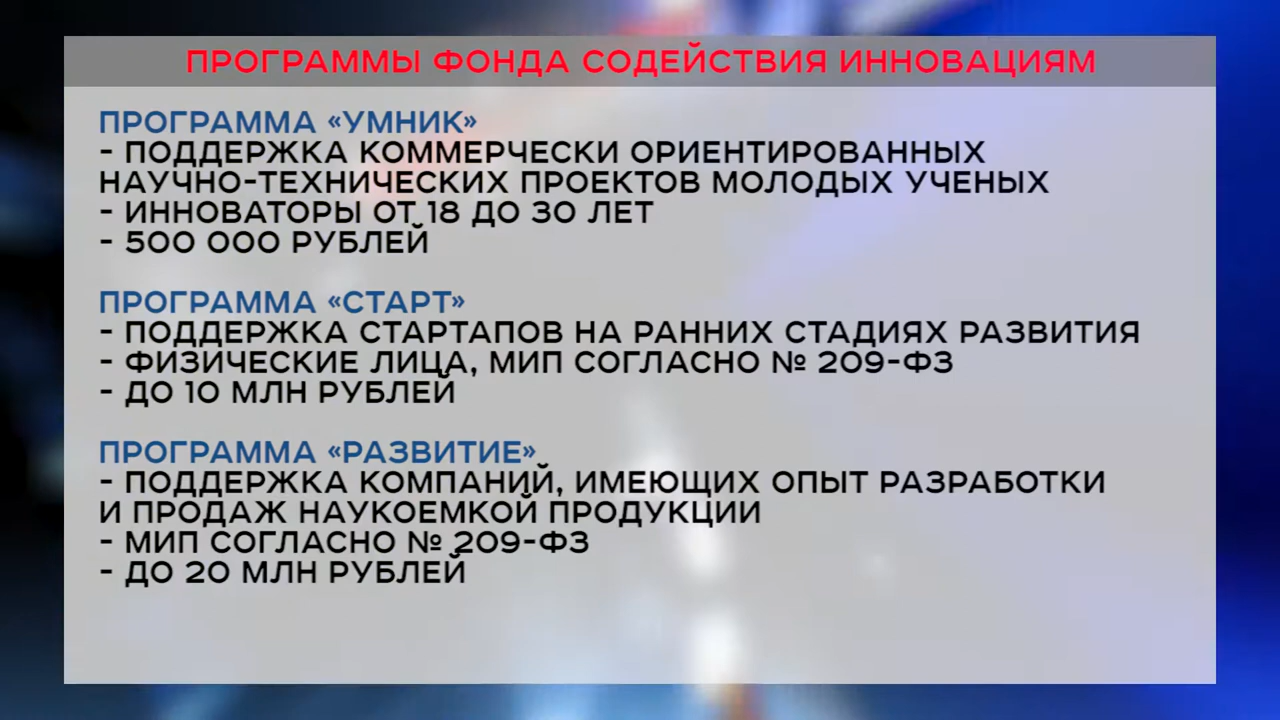 ПРОГРАММЫ ФОНДА СОДЕЙСТВИЯ ИННОВАЦИЯМ
ПРОГРАММА «УМНИК»
- ПОДДЕРЖКА КОММЕРЧЕСКИ ОРИЕНТИРОВАННЫХ
НАУЧНО-ТЕХНИЧЕСКИХ ПРОЕКТОВ МОЛОДЫХ УЧЕНЫХ
- ИННОВАТОРЫ ОТ 18 ДО 30 ЛЕТ
- 500 000 РУБЛЕЙ
ПРОГРАММА «СТАРТ»
- ПОДДЕРЖКА СТАРТАПОВ НА РАННИХ СТАДИЯХ РАЗВИТИЯ
- ФИЗИЧЕСКИЕ ЛИЦА, МИП СОГЛАСНО № 209-ФЗ
- ДО 10 МЛН РУБЛЕЙ
ПРОГРАММА «РАЗВИТИЕ»
- ПОДДЕРЖКА КОМПАНИЙ, ИМЕЮЩИХ ОПЫТ РАЗРАБОТКИ
И ПРОДАЖ НАУКОЕМКОЙ ПРОДУКЦИИ
- МИП СОГЛАСНО № 209-ФЗ
- ДО 20 МЛН РУБЛЕЙ